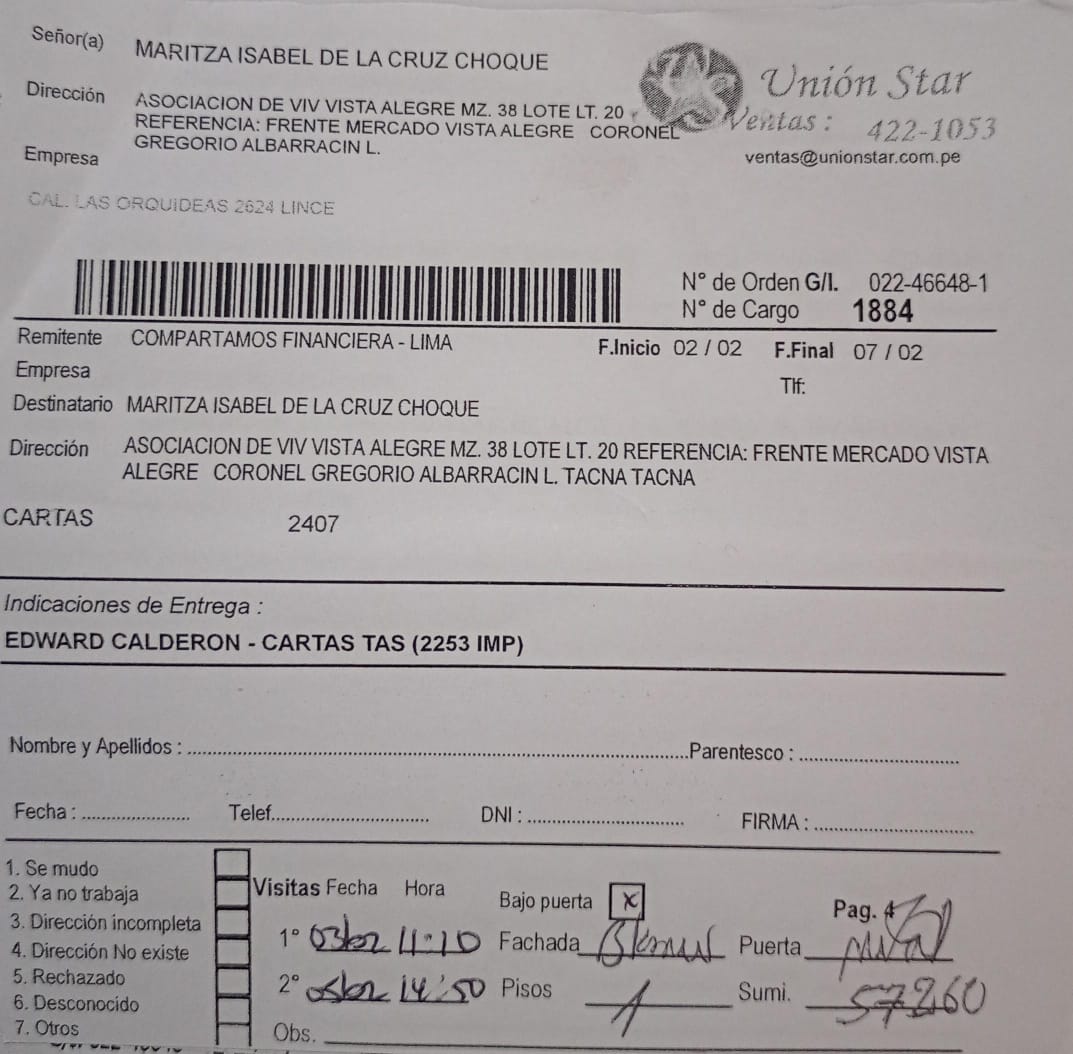 Señor(a) MARITZA ISABEL DE LA CRUZ CHOQUE
Unión Star
Dirección ASOCIACION DE VIV VISTA ALEGRE MZ. 38 LOTE LT. 20
REFERENCIA: FRENTE MERCADO VISTA ALEGRE CORONEL
GREGORIO ALBARRACIN L.
Ventas: 422-1053
Empresa
ventas@unionstar.com.pe
CAL. LAS ORQUIDEAS 2624 LINCE
N° de Orden G/I. 022-46648-1
N° de Cargo 1884
Remitente COMPARTAMOS FINANCIERA - LIMA
F.Inicio 02 / 02 F.Final 07 / 02
Empresa
Tlf:
Destinatario MARITZA ISABEL DE LA CRUZ CHOQUE
Dirección ASOCIACION DE VIV VISTA ALEGRE MZ. 38 LOTE LT. 20 REFERENCIA: FRENTE MERCADO VISTA
ALEGRE CORONEL GREGORIO ALBARRACIN L. TACNA TACNA
CARTAS 2407
Indicaciones de Entrega :
EDWARD CALDERON - CARTAS TAS (2253 IMP)
Nombre y Apellidos : Parentesco :
Fecha : Telef. DNI : FIRMA :
1. Se mudo
2. Ya no trabaja
3. Dirección incompleta
4. Dirección No existe
5. Rechazado
6. Desconocido
7. Otros
Visitas Fecha Hora
1° 03/02 11:10
2° 05/02 14:50
Obs.
Bajo puerta X
Fachada
Pisos 1
Pag. 4
Puerta Metal
Sumi. 57260